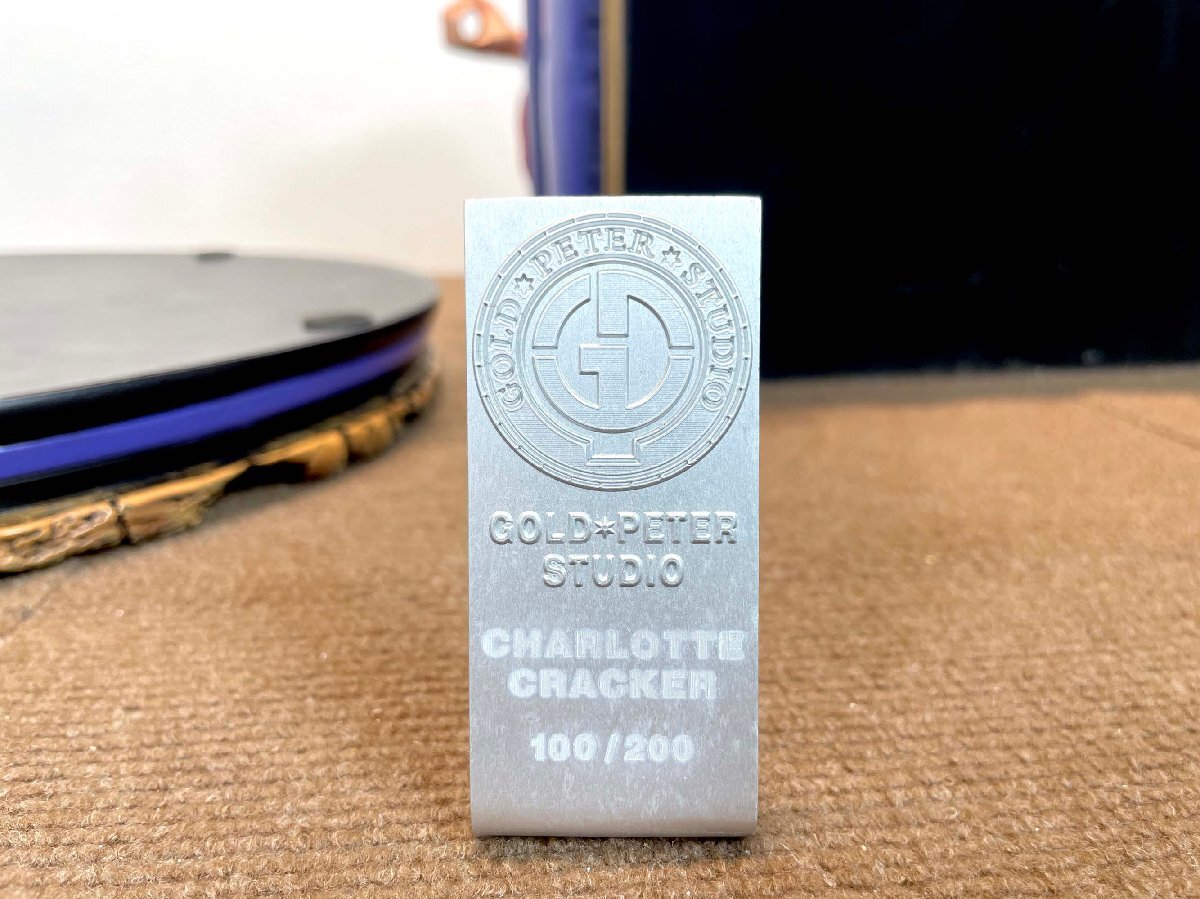 GOLD★PETER★STUDIO
GOLD★PETER
STUDIO
CHARLOTTE
CRACKER
100/200